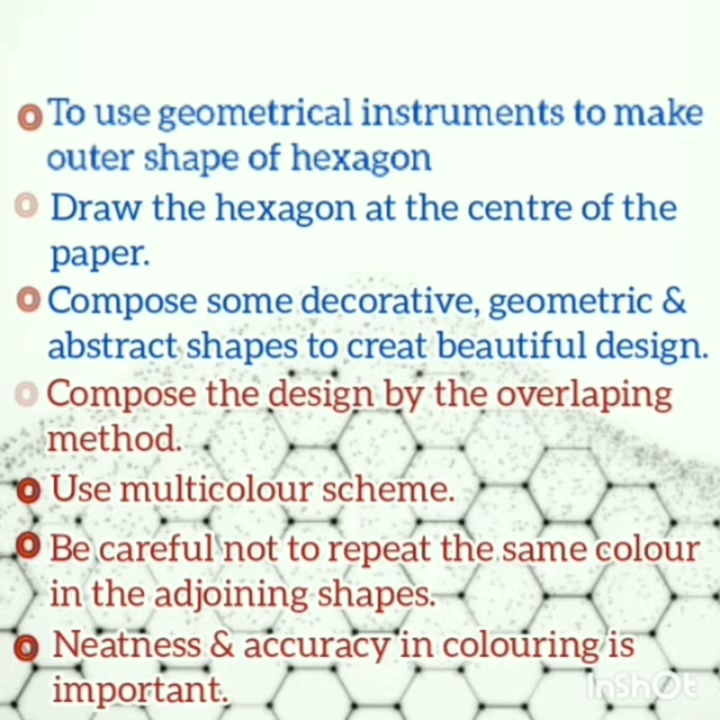 To use geometrical instruments to make
outer shape of hexagon
Draw the hexagon at the centre of the
paper.
Compose some decorative, geometric &
abstract shapes to creat beautiful design.
Compose the design by the overlaping
method.
Use multicolour scheme.
Be careful not to repeat the same colour
in the adjoining shapes.
Neatness & accuracy in colouring is
important.
InShOt